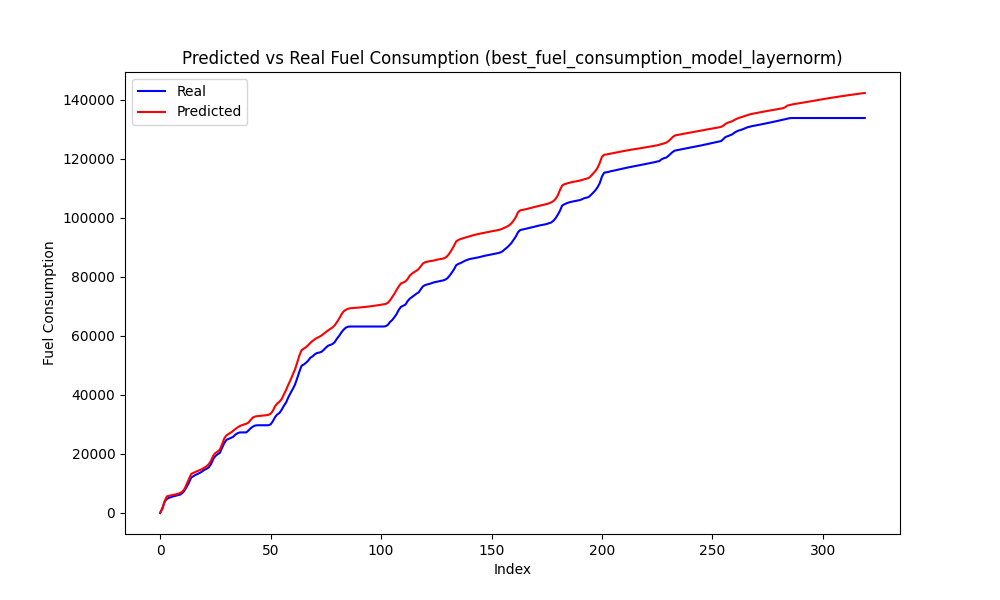 Predicted vs Real Fuel Consumption (best_fuel_consumption_model_layernorm)
Real
Predicted
140000
120000
100000
80000
60000
40000
20000
0
Fuel Consumption
0 50 100 150 200 250 300
Index